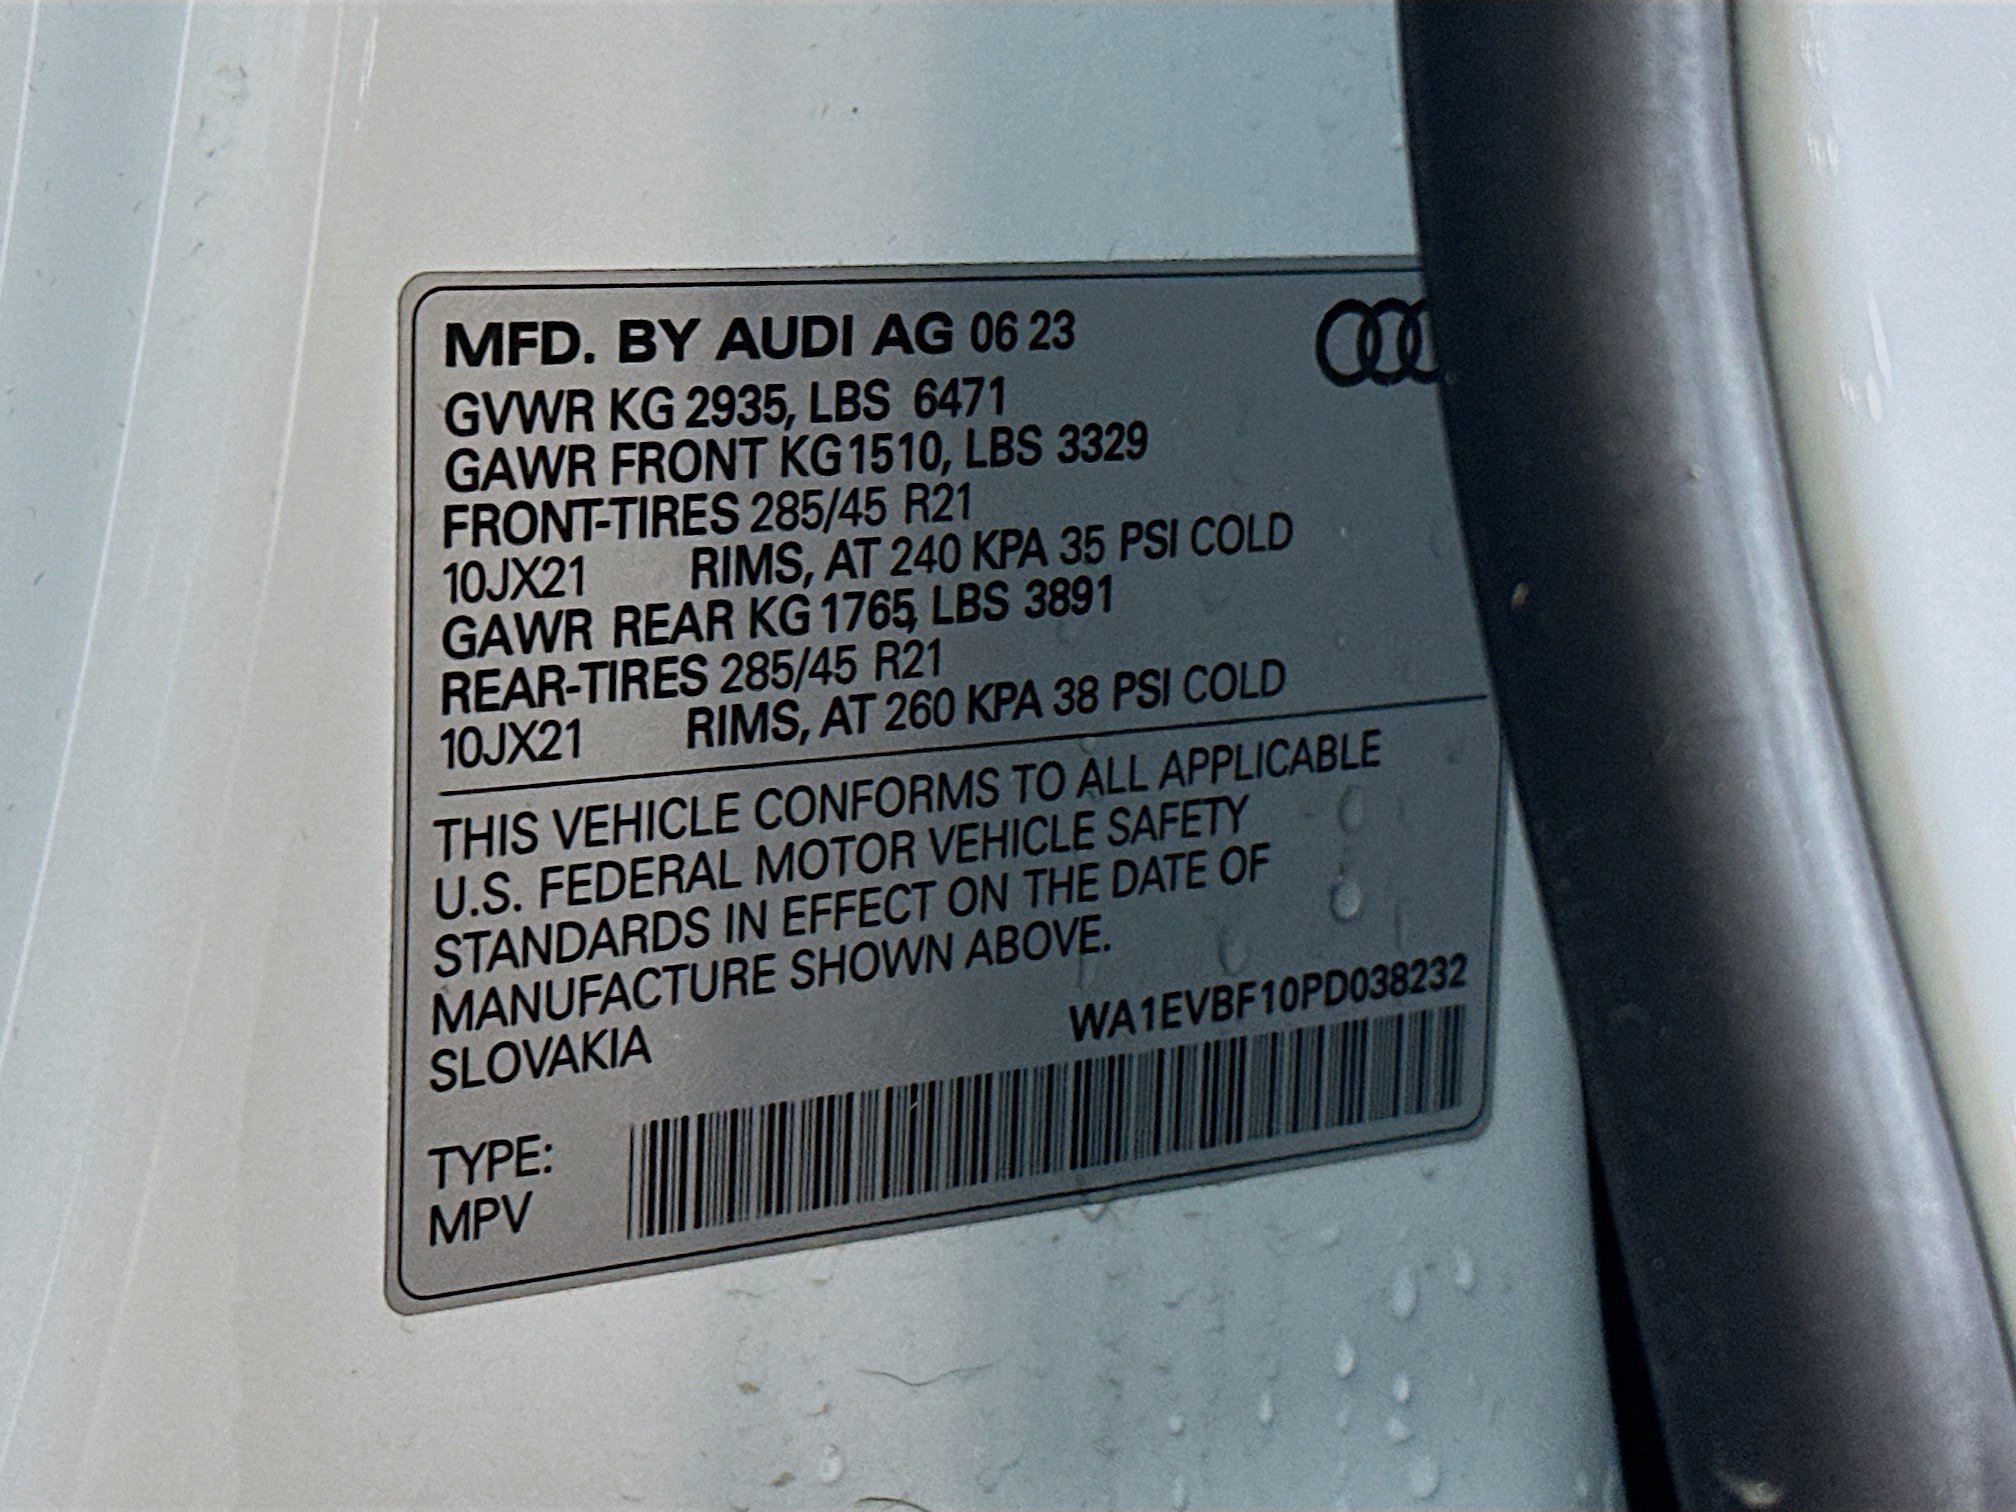 MFD. BY AUDI AG 06 23
GVWR KG 2935, LBS 6471
GAWR FRONT KG 1510, LBS 3329
FRONT-TIRES 285/45 R21
10JX21 RIMS, AT 240 KPA 35 PSI COLD
GAWR REAR KG 1765, LBS 3891
REAR-TIRES 285/45 R21
10JX21 RIMS, AT 260 KPA 38 PSI COLD
THIS VEHICLE CONFORMS TO ALL APPLICABLE
U.S. FEDERAL MOTOR VEHICLE SAFETY
STANDARDS IN EFFECT ON THE DATE OF
MANUFACTURE SHOWN ABOVE.
SLOVAKIA WA1EVBF10PD038232
TYPE:
MPV